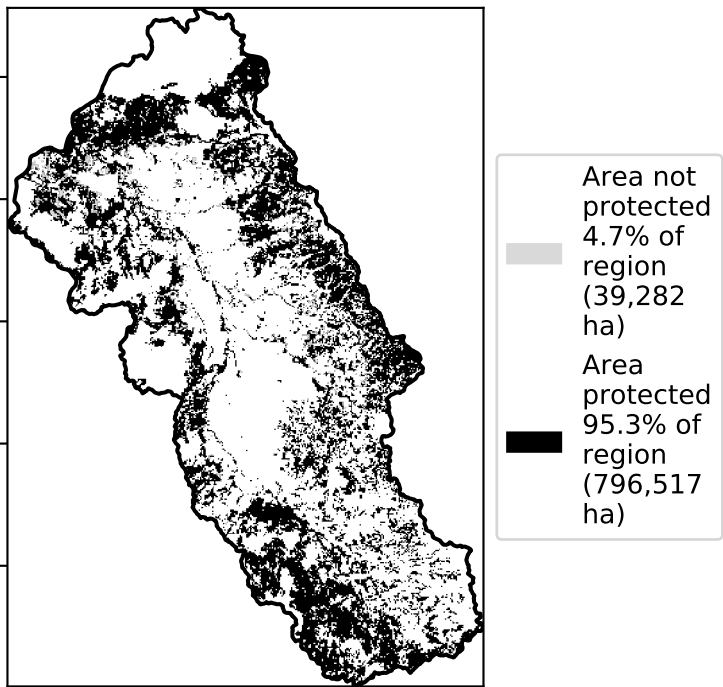 Area not
protected
4.7% of
region
(39,282
ha)
Area
protected
95.3% of
region
(796,517
ha)